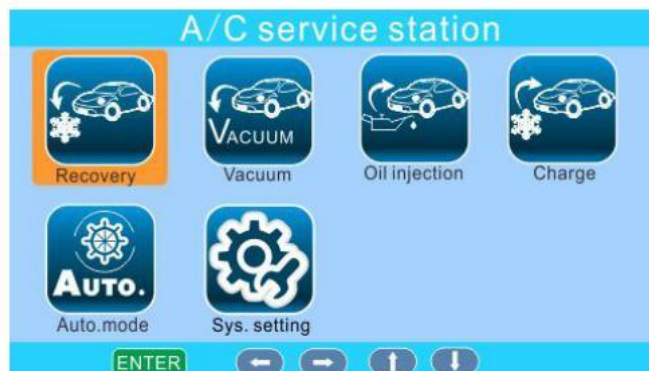 A/C service station
VACUUM
Recovery Vacuum Oil injection Charge
AUTO.
Auto.mode Sys. setting
ENTER